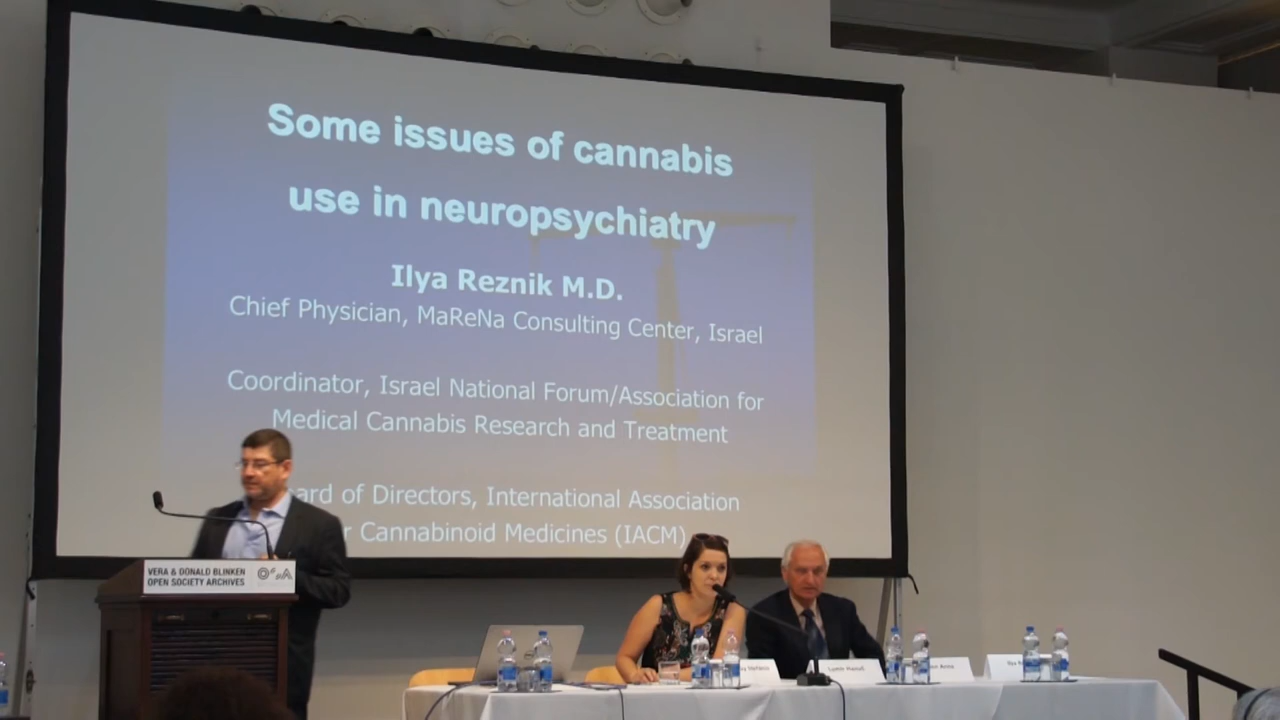 Some issues of cannabis
use in neuropsychiatry
Ilya Reznik M.D.
Chief Physician, MaReNa Consulting Center, Israel
Coordinator, Israel National Forum/Association for
Medical Cannabis Research and Treatment
ard of Directors, International Association
r Cannabinoid Medicines (IACM)
VERA & DONALD BLINKEN
OPEN SOCIETY ARCHIVES